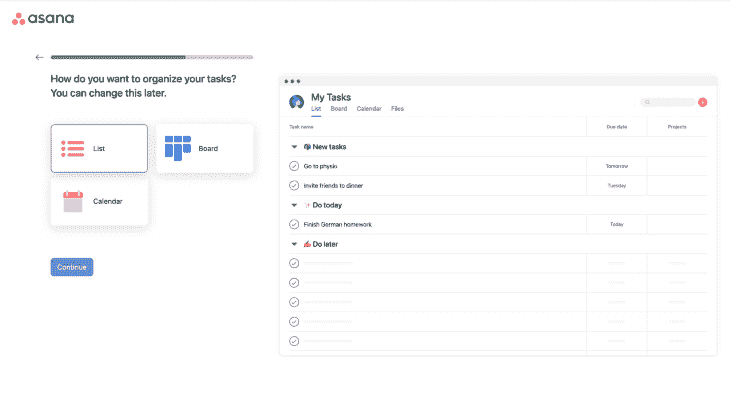 asana
How do you want to organize your tasks?
You can change this later.
List
Board
Calendar
Continue
My Tasks
List Board Calendar Files
Task name Due date Projects
New tasks
Go to physio Tomorrow
Invite friends to dinner Tuesday
Do today
Finish German homework Today
Do later